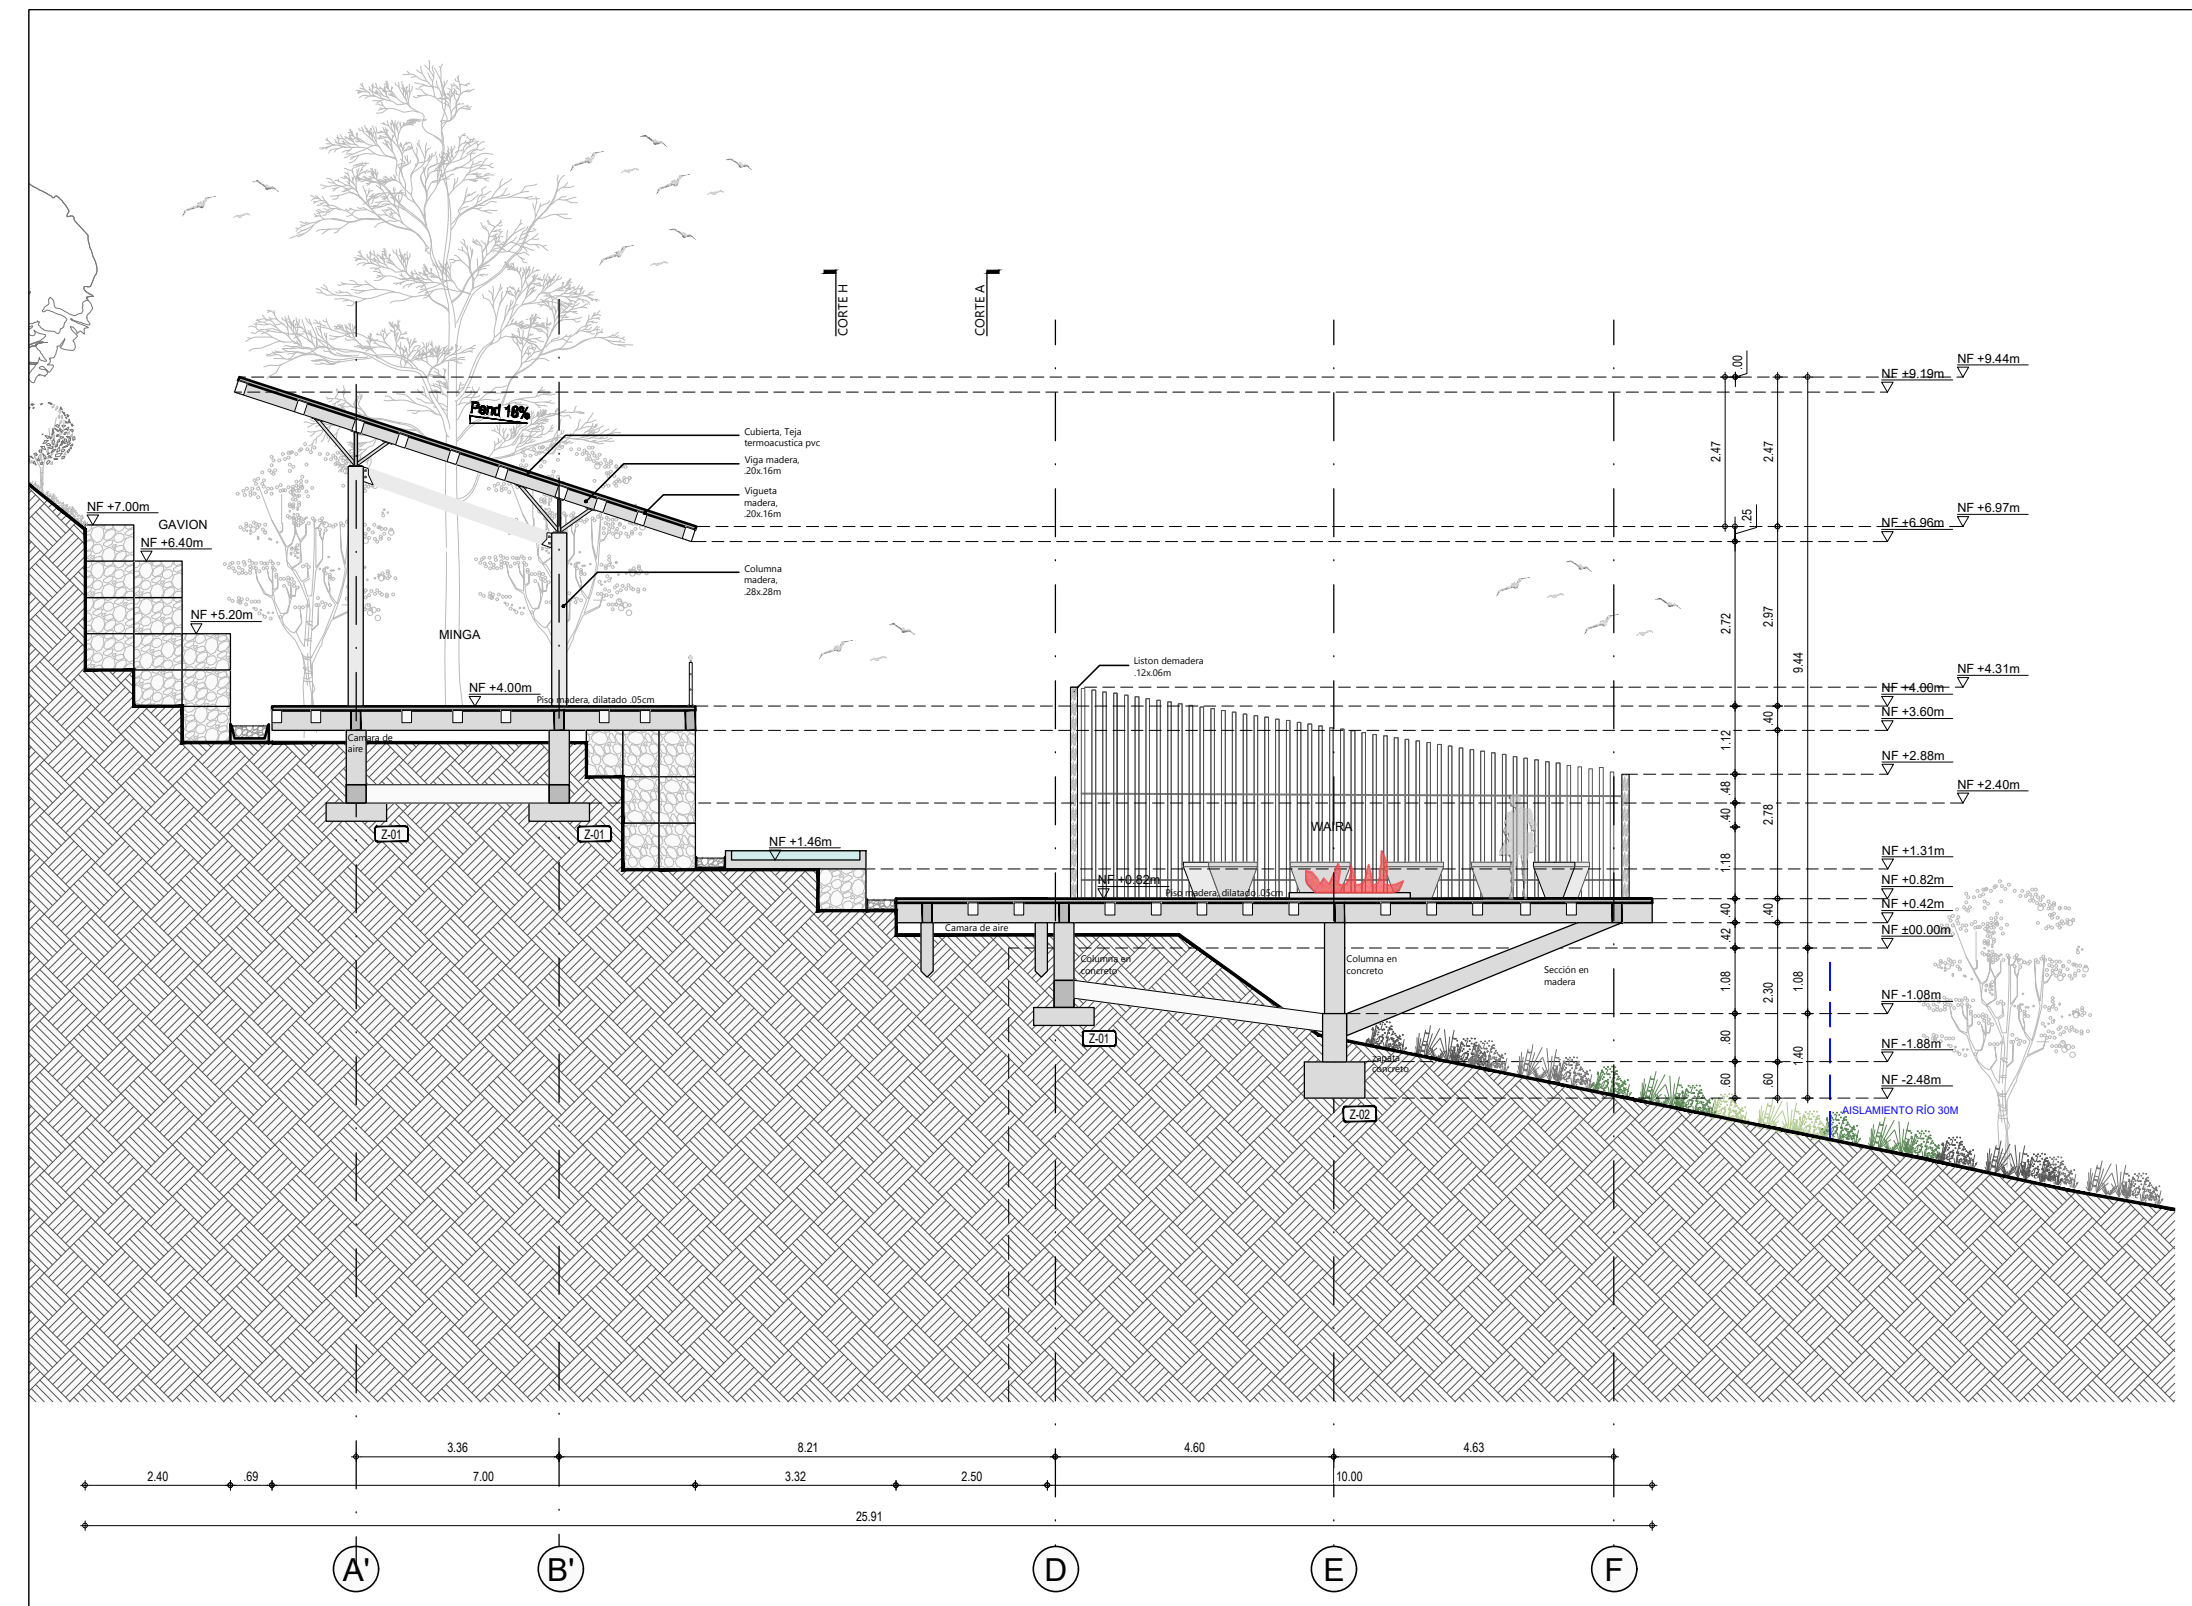 CORTE H
CORTE A
NF +9.44m
NF +9.19m
.00
Pend 18%
Cubierta, Teja
termoacustica pvc
Viga madera,
.20x.16m
Vigueta
madera,
.20x.16m
2.47
2.47
NF +7.00m
GAVION
NF +6.40m
NF +6.97m
NF +6.96m
.25
Columna
madera,
.28x.28m
NF +5.20m
MINGA
2.72
2.97
9.44
Liston demadera
.12x.06m
NF +4.31m
NF +4.00m
NF +4.00m
Piso madera, dilatado .05cm
NF +3.60m
.40
1.12
Camara de
aire
NF +2.88m
NF +2.40m
.48
.40
2.78
Z-01
Z-01
WAIRA
NF +1.46m
NF +1.31m
1.18
NF +0.82m
NF +0.82m
Piso madera, dilatado .05cm
NF +0.42m
.40
.40
Camara de aire
NF ±00.00m
.42
Columna en
concreto
Columna en
concreto
Sección en
madera
1.08
2.30
1.08
NF -1.08m
Z-01
.80
1.40
NF -1.88m
zapata
concreto
.60
.60
NF -2.48m
Z-02
AISLAMIENTO RÍO 30M
3.36
8.21
4.60
4.63
2.40
.69
7.00
3.32
2.50
10.00
25.91
A'
B'
D
E
F